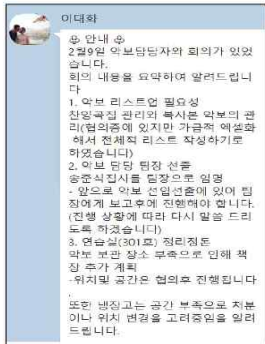 이대화
♧ 안내 ♧
2월9일 악보담당자와 회의가 있었
습니다.
회의 내용을 요약하여 알려드립니
다
1. 악보 리스트업 필요성
찬양곡집 관리와 복사본 악보의 관
리(협의중에 있지만 가급적 엑셀화
해서 전체적 리스트 작성하기로
하였습니다)
2. 악보 담당 팀장 선출
송준식집사를 팀장으로 임명
- 앞으로 악보 선임선출에 있어 팀
장에게 보고후에 진행해야 합니다.
(진행 상황에 따라 다시 말씀 드리
도록 하겠습니다)
3. 연습실(301호) 정리정돈
악보 보관 장소 부족으로 인해 책
장 추가 계획
-위치및 공간은 협의후 진행됩니다
.
또한 냉장고는 공간 부족으로 처분
이나 위치 변경을 고려중임을 알려
드립니다.